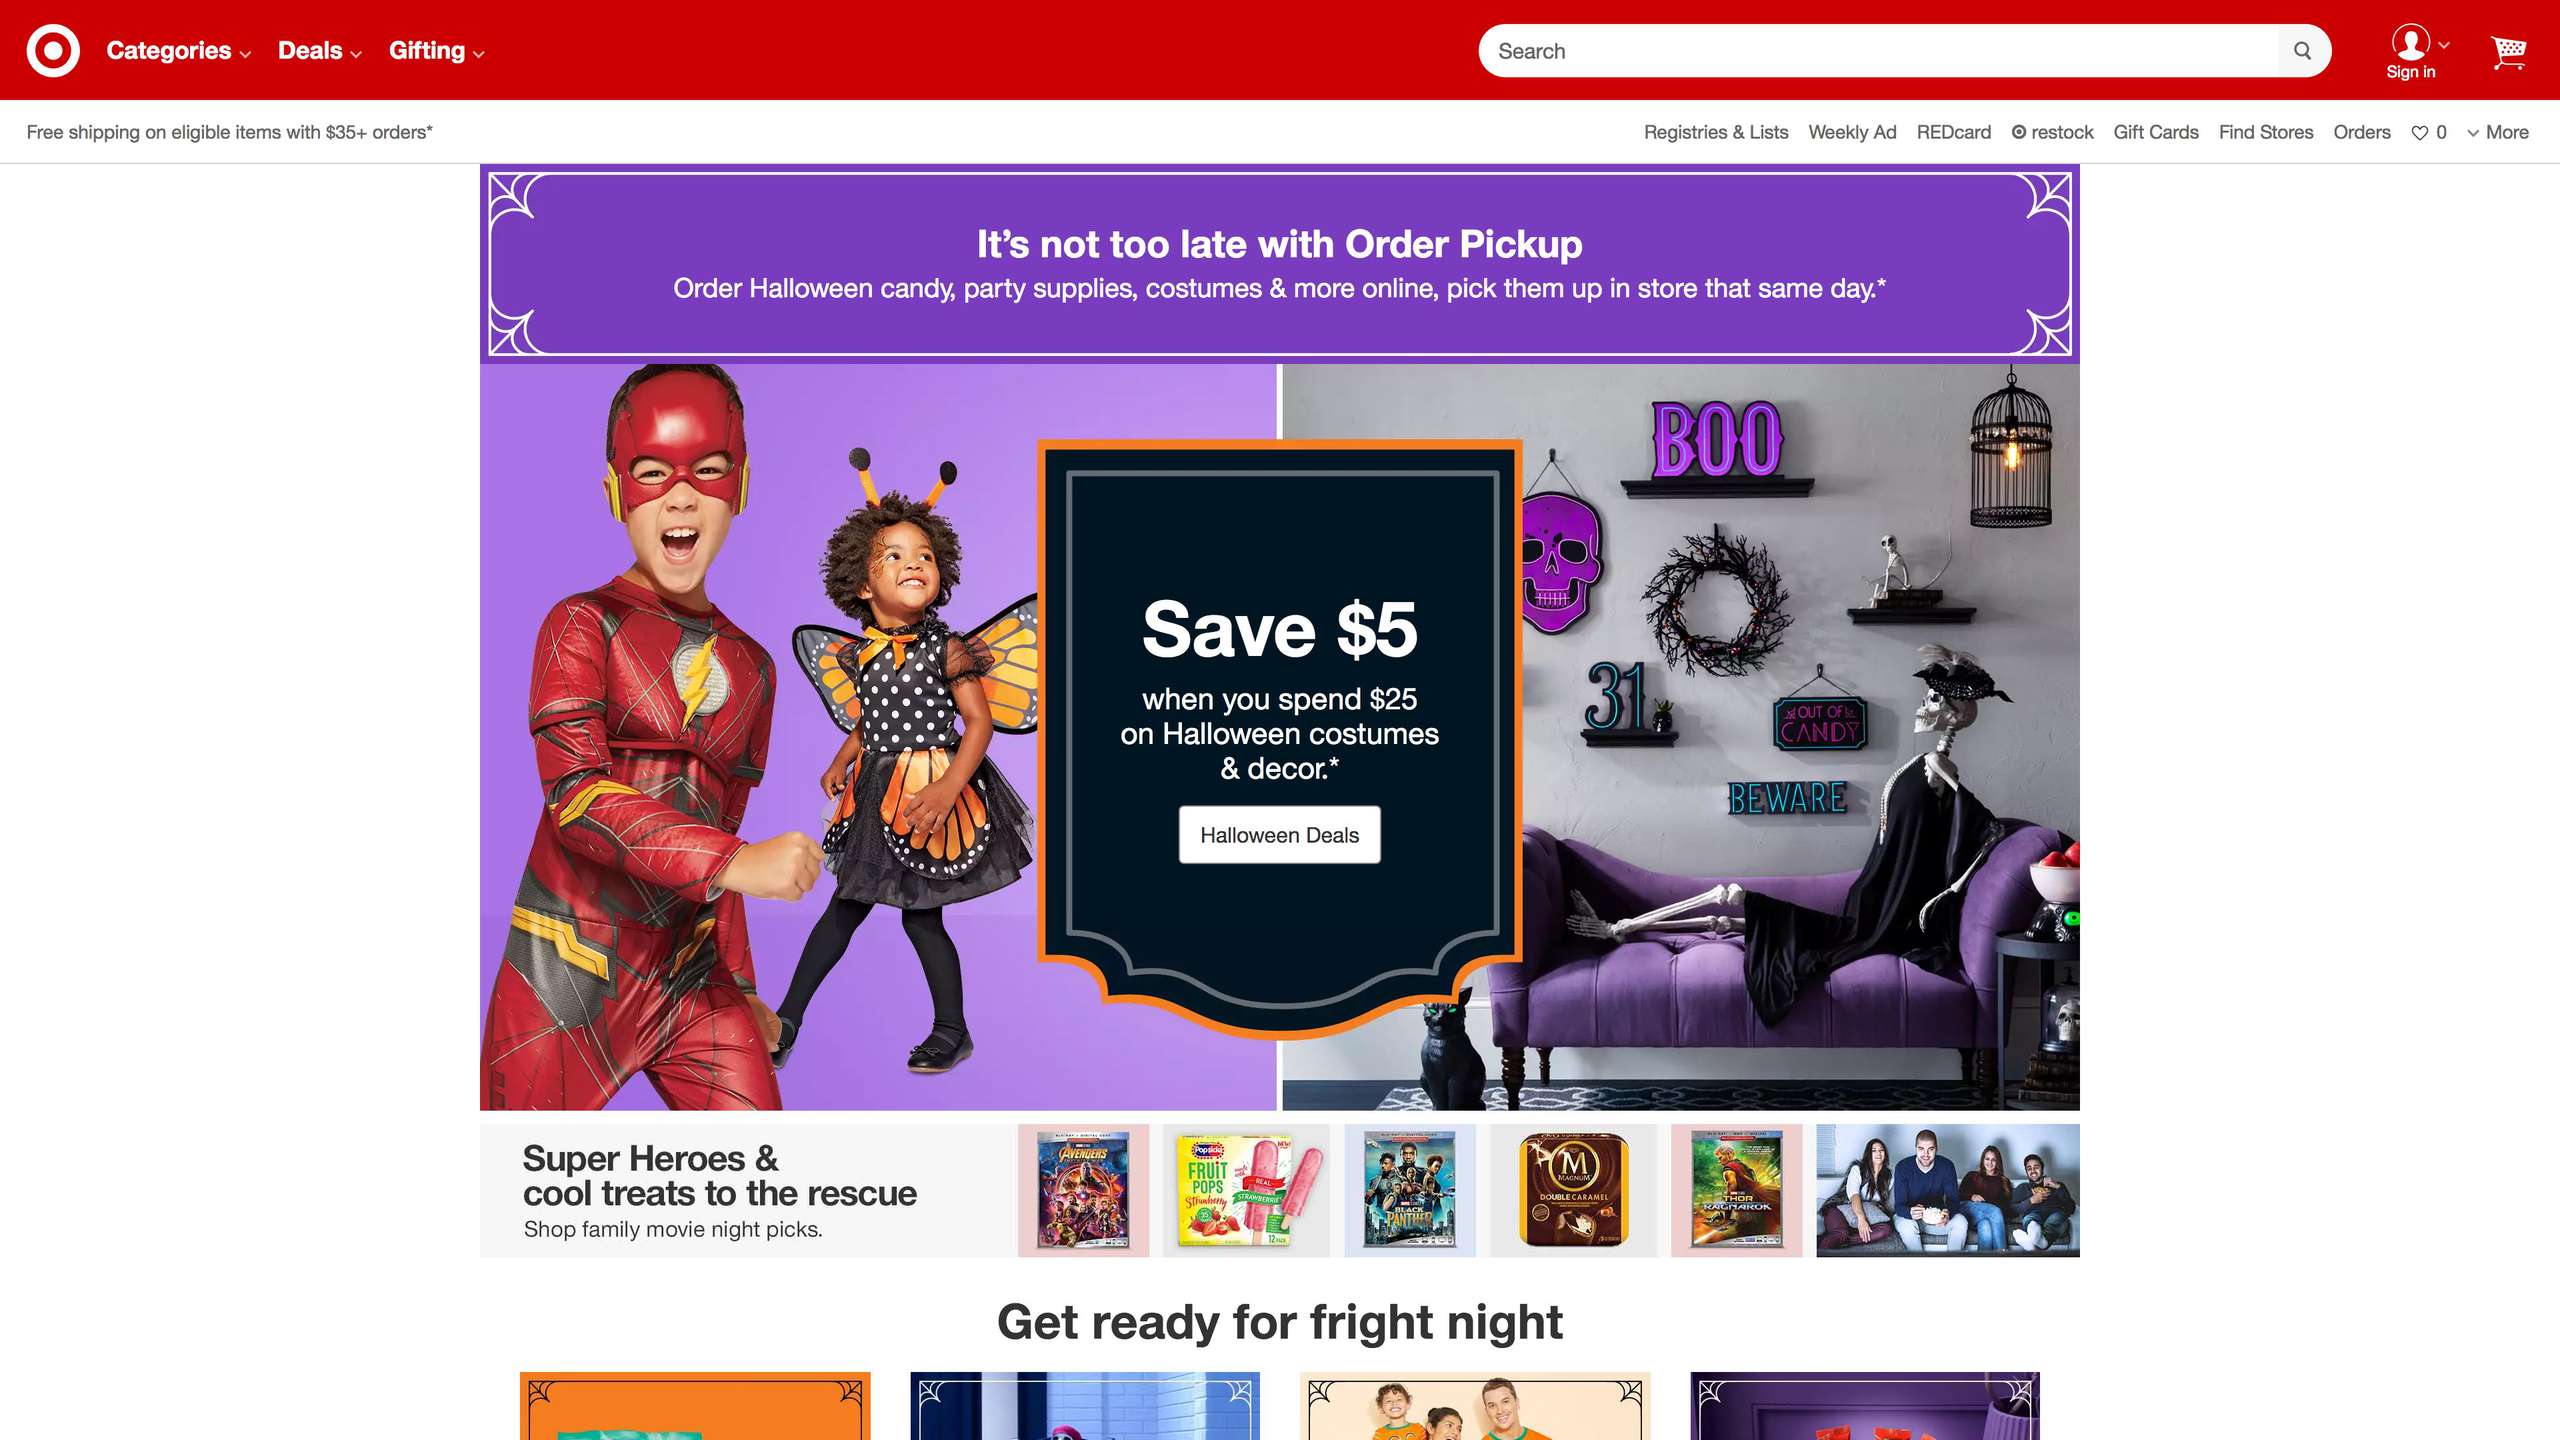 Categories
Deals
Gifting
Search
Sign in
Free shipping on eligible items with $35+ orders*
Registries & Lists
Weekly Ad
REDcard
restock
Gift Cards
Find Stores
Orders
0
More
It's not too late with Order Pickup
Order Halloween candy, party supplies, costumes & more online, pick them up in store that same day.*
BOO
31
OUT OF
CANDY
BEWARE
Save $5
when you spend $25
on Halloween costumes
& decor.*
Halloween Deals
Super Heroes &
cool treats to the rescue
Shop family movie night picks.
AVENGERS
Popsicle
FRUIT
POPS
Strawberry
made with
REAL
STRAWBERRIES
12 PACK
BLACK
PANTHER
M
MAGNUM
DOUBLE CARAMEL
THOR
RAGNAROK
Get ready for fright night